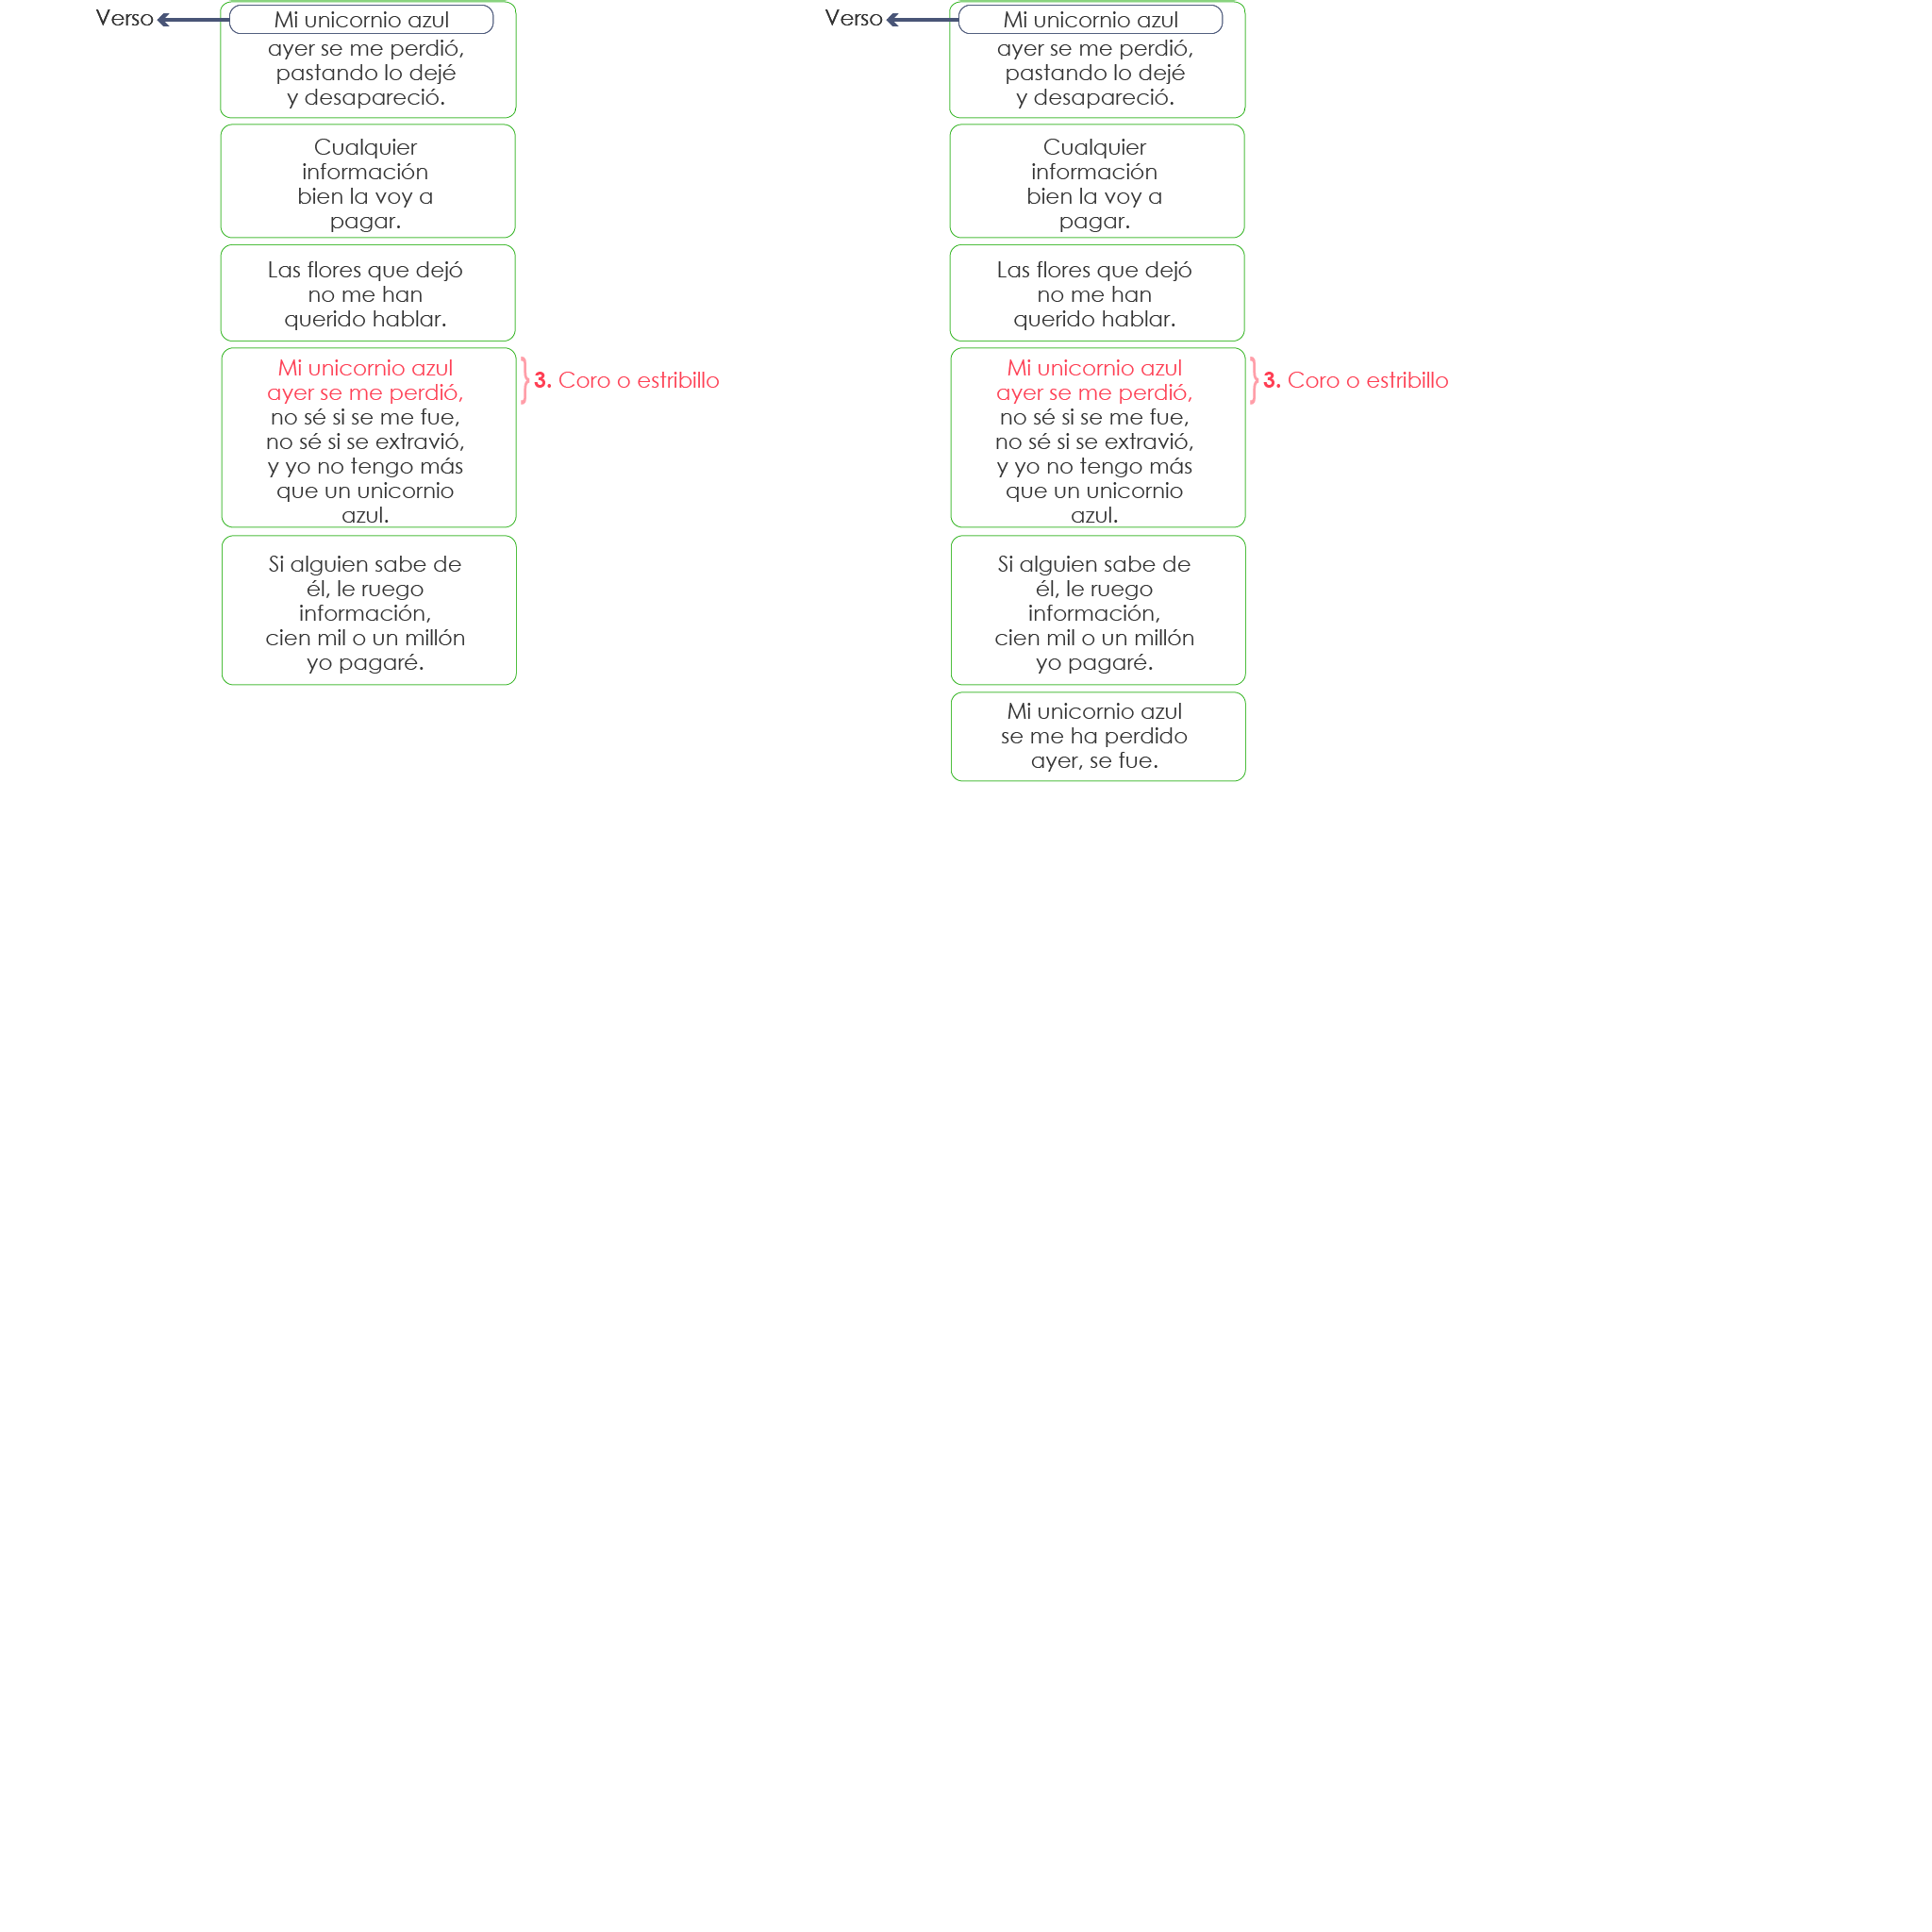 Verso
Mi unicornio azul
ayer se me perdió,
pastando lo dejé
y desapareció.
Cualquier
información
bien la voy a
pagar.
Las flores que dejó
no me han
querido hablar.
Mi unicornio azul
ayer se me perdió,
3. Coro o estribillo
no sé si se me fue,
no sé si se extravió,
y yo no tengo más
que un unicornio
azul.
Si alguien sabe de
él, le ruego
información,
cien mil o un millón
yo pagaré.
Verso
Mi unicornio azul
ayer se me perdió,
pastando lo dejé
y desapareció.
Cualquier
información
bien la voy a
pagar.
Las flores que dejó
no me han
querido hablar.
Mi unicornio azul
ayer se me perdió,
3. Coro o estribillo
no sé si se me fue,
no sé si se extravió,
y yo no tengo más
que un unicornio
azul.
Si alguien sabe de
él, le ruego
información,
cien mil o un millón
yo pagaré.
Mi unicornio azul
se me ha perdido
ayer, se fue.